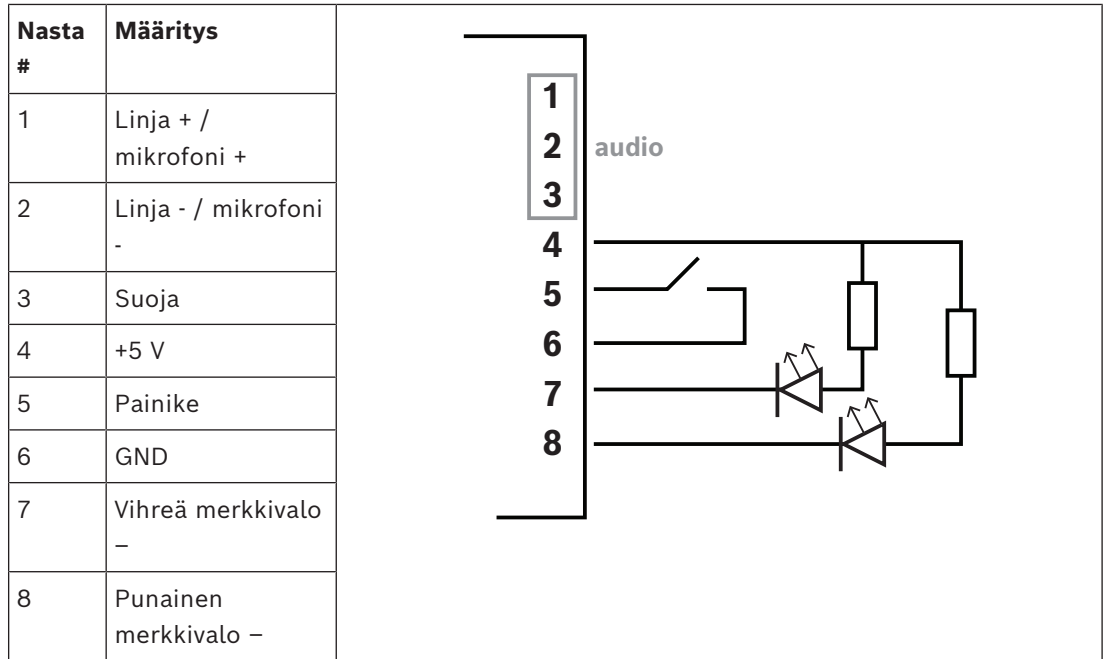 Nasta Määritys
#
1 Linja + /
mikrofoni +
2 Linja - / mikrofoni
-
3 Suoja
4 +5 V
5 Painike
6 GND
7 Vihreä merkkivalo
–
8 Punainen
merkkivalo –
1
2 audio
3
4
5
6
7
8